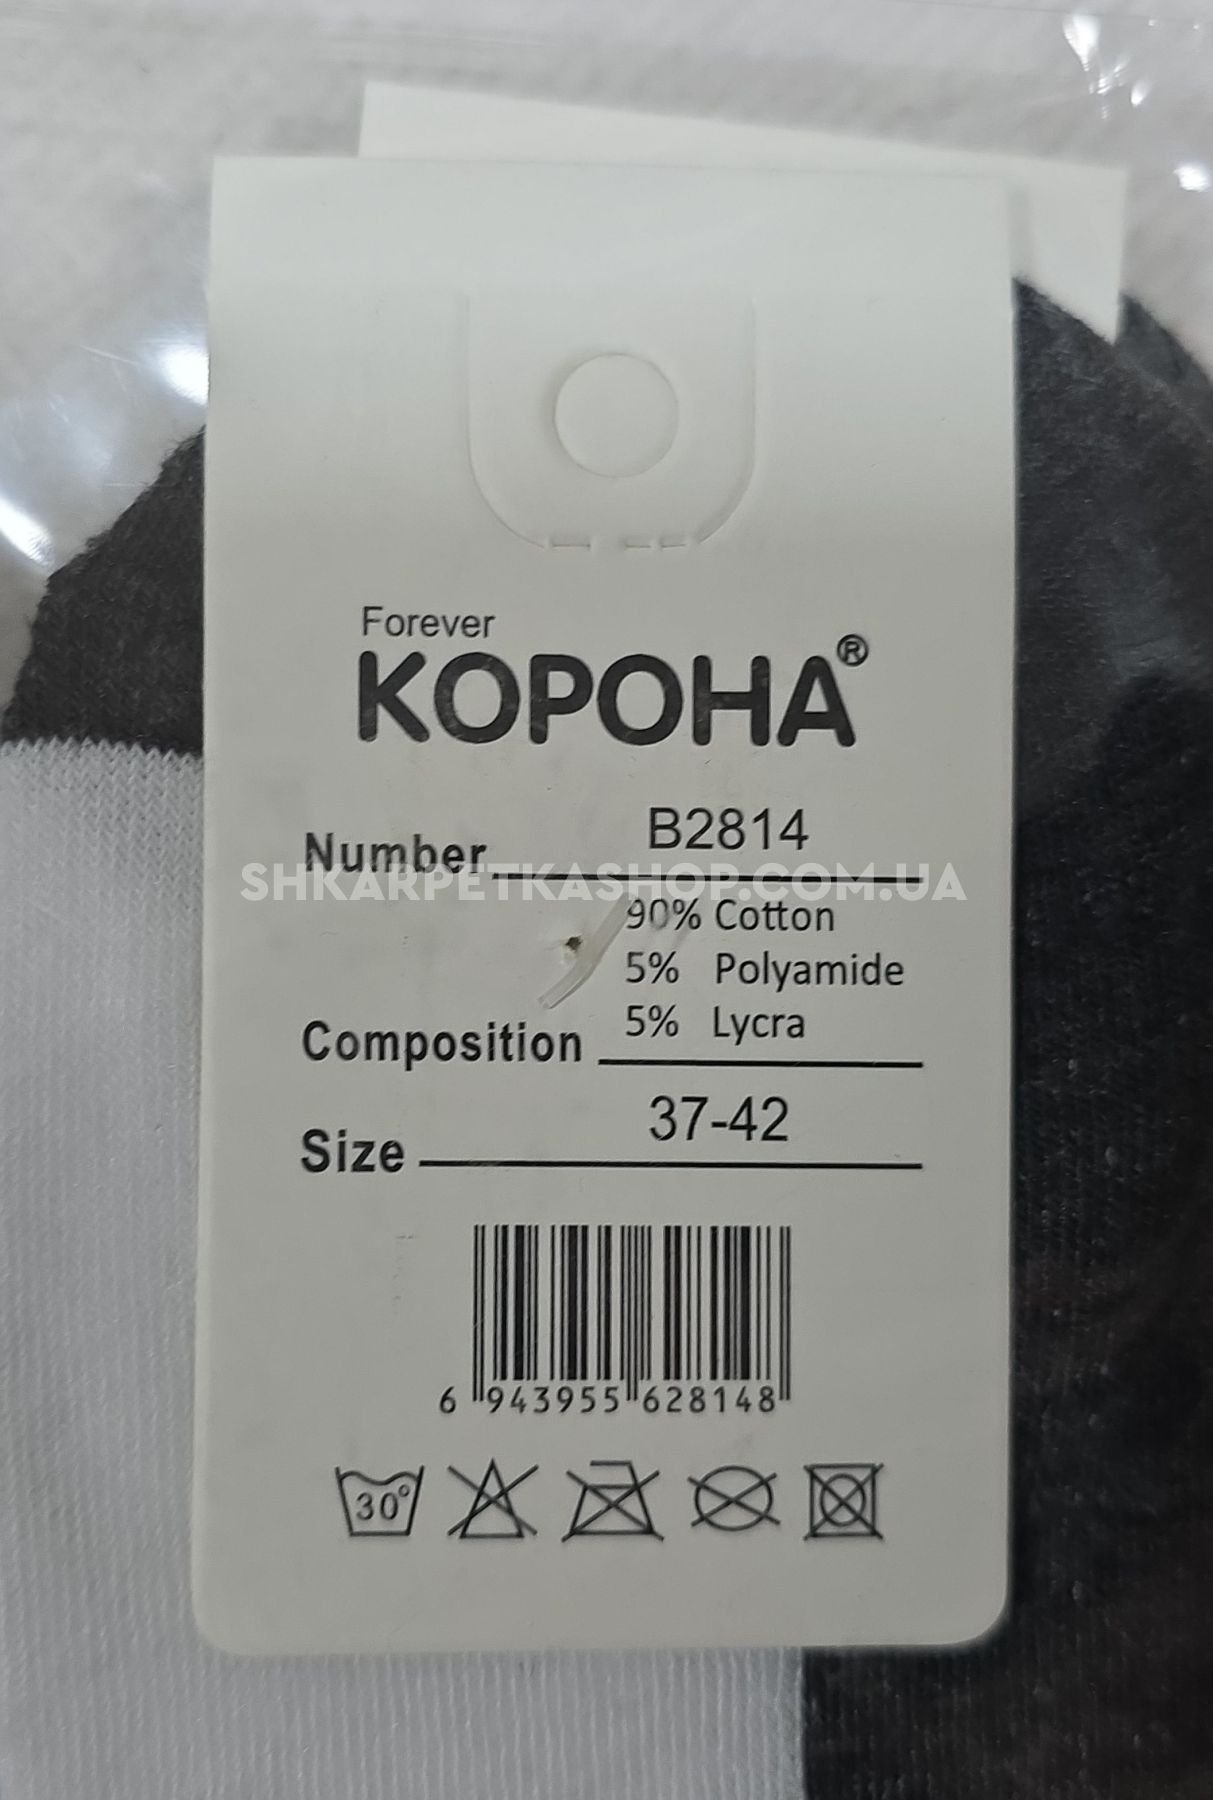 Forever
КОРОНА®
Number B2814
SHKARPETKASHOP.COM.UA
90% Cotton
5% Polyamide
Composition 5% Lycra
Size 37-42
6 943955 628148
30°